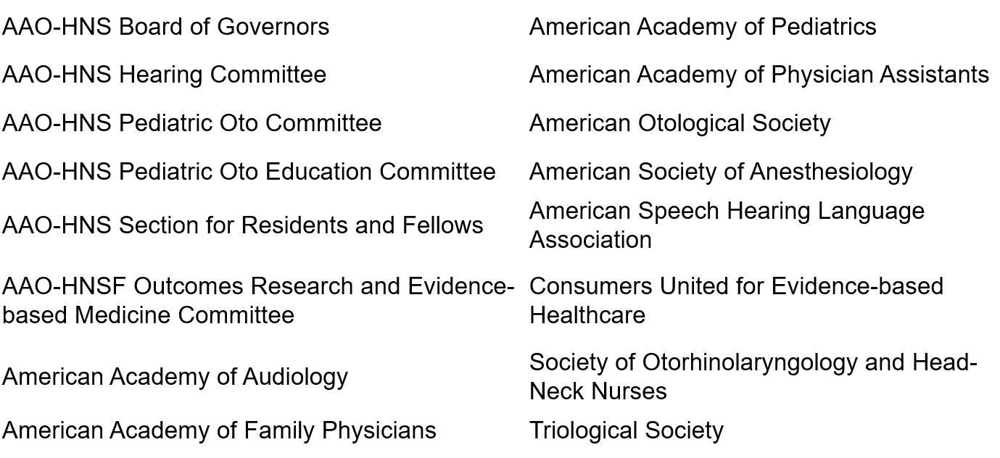 AAO-HNS Board of Governors
AAO-HNS Hearing Committee
AAO-HNS Pediatric Oto Committee
AAO-HNS Pediatric Oto Education Committee
AAO-HNS Section for Residents and Fellows
AAO-HNSF Outcomes Research and Evidence-
based Medicine Committee
American Academy of Audiology
American Academy of Family Physicians
American Academy of Pediatrics
American Academy of Physician Assistants
American Otological Society
American Society of Anesthesiology
American Speech Hearing Language
Association
Consumers United for Evidence-based
Healthcare
Society of Otorhinolaryngology and Head-
Neck Nurses
Triological Society